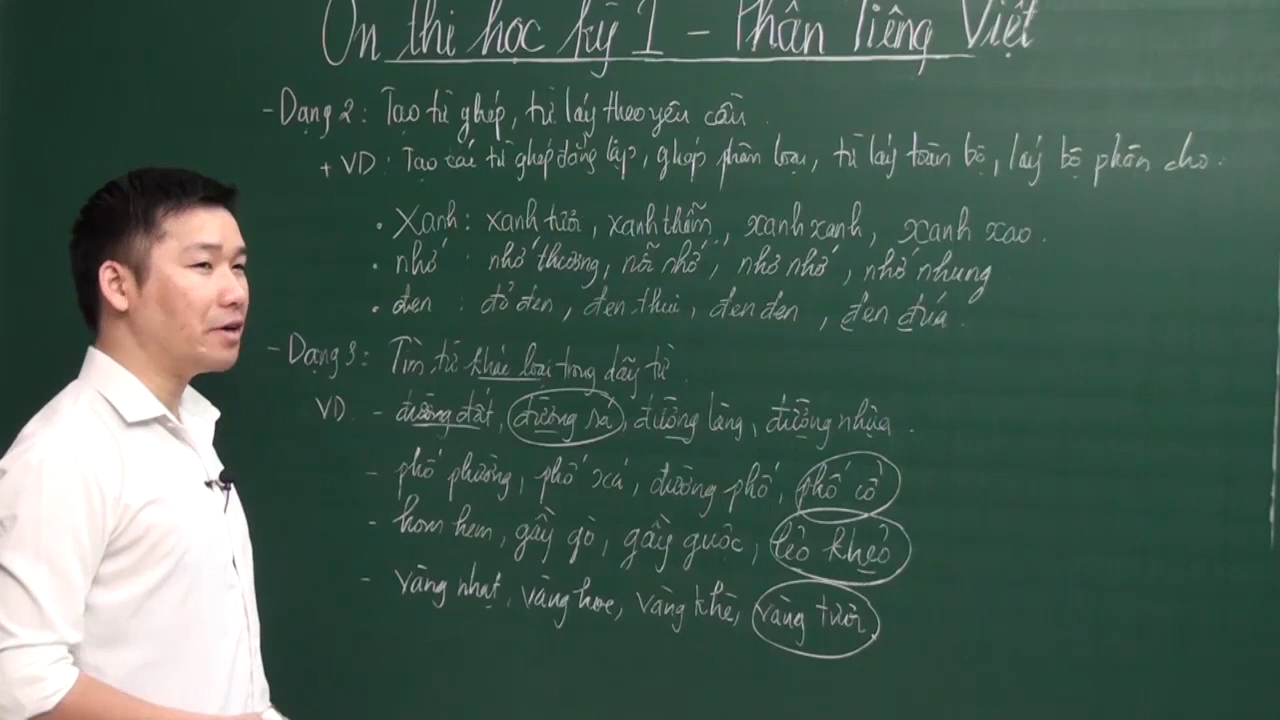 Ôn thi học kỳ 1 - Phần Tiếng Việt
- Dạng 2: Tạo từ ghép, từ láy theo yêu cầu.
+ VD: Tạo các từ ghép đẳng lập, ghép phân loại, từ láy toàn bộ, láy bộ phận cho:
. Xanh: xanh tươi, xanh thẫm, xanh xanh, xanh xao.
. nhớ: nhớ thương, nỗi nhớ, nho nhớ, nhớ nhung
. đen: đỏ đen, đen thui, đen đen, đen đúa.
- Dạng 3: Tìm từ khác loại trong dãy từ.
VD. - đường đất, đường sá, đường làng, đường nhựa.
- phố phường, phố xá, đường phố, phố cổ
- hom hem, gầy gò, gầy guộc, lẻo khẻo
- vàng nhạt, vàng hoe, vàng khè, vàng tươi